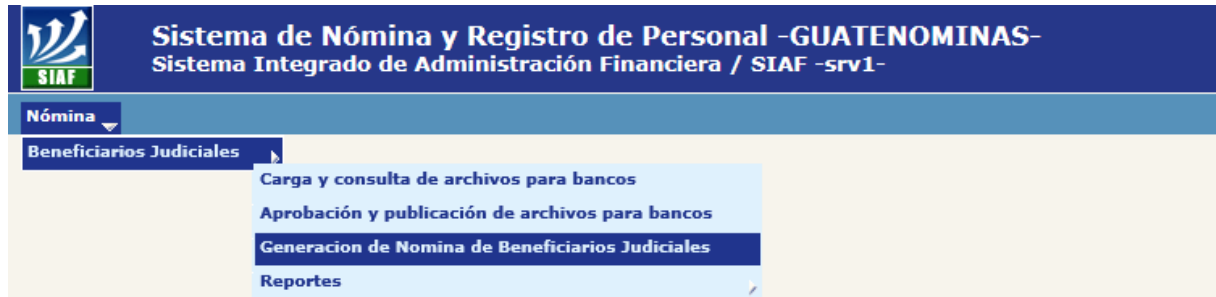 SIAF
Sistema de Nómina y Registro de Personal -GUATENOMINAS-
Sistema Integrado de Administración Financiera / SIAF -srv1-
Nómina
Beneficiarios Judiciales
Carga y consulta de archivos para bancos
Aprobación y publicación de archivos para bancos
Generacion de Nomina de Beneficiarios Judiciales
Reportes